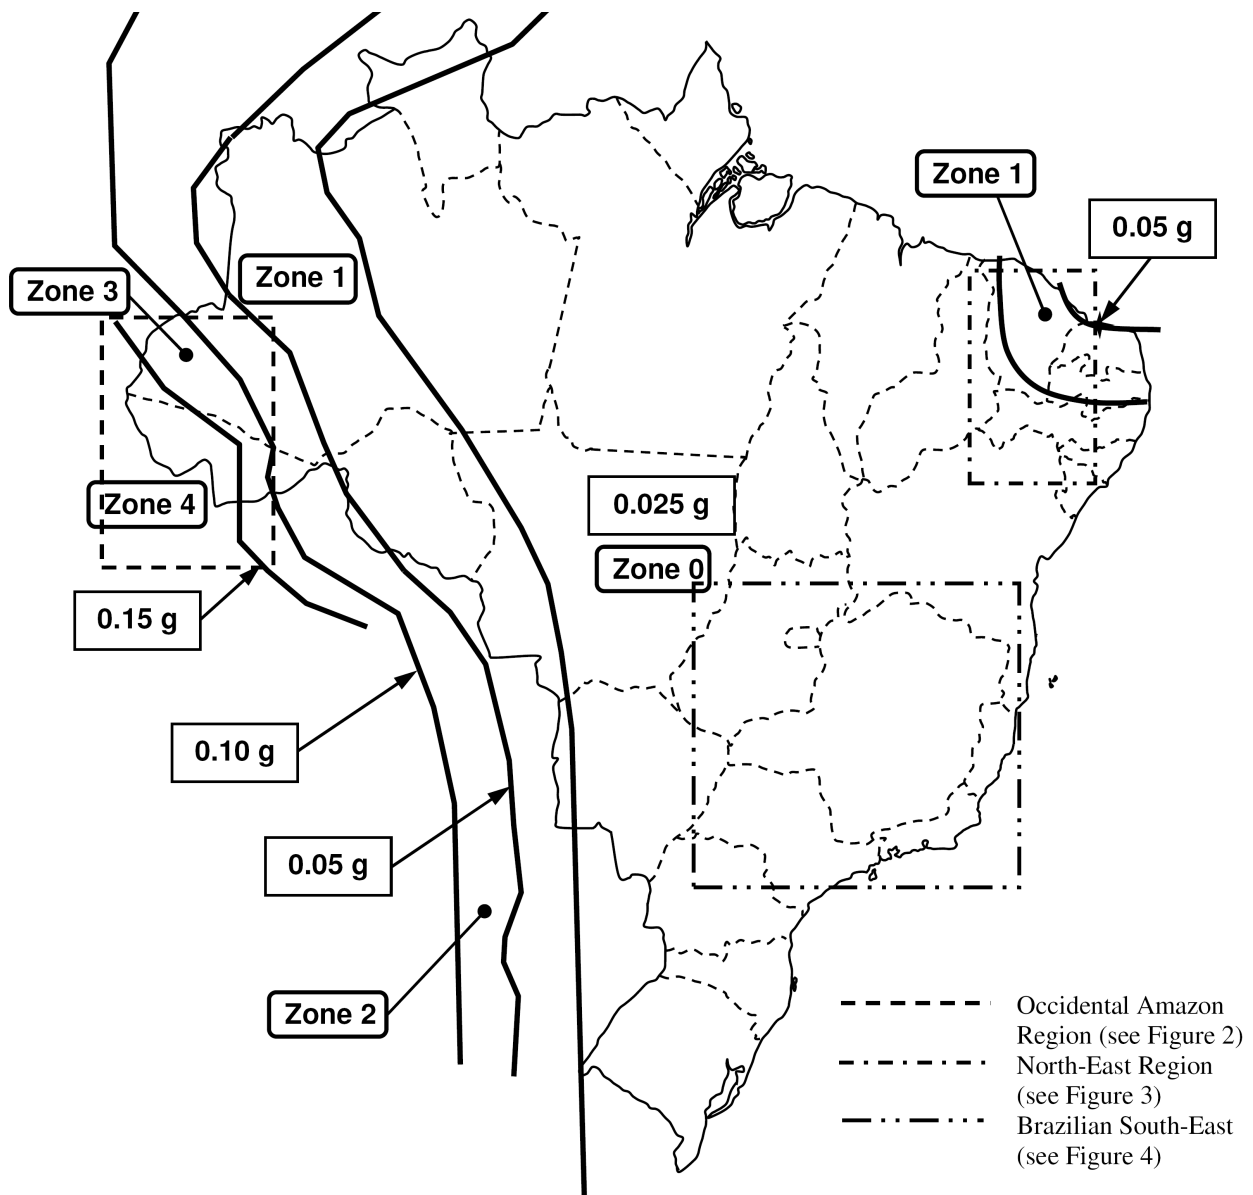 Zone 1
0.05 g
Zone 1
Zone 3
Zone 4
0.025 g
Zone 0
0.15 g
0.10 g
0.05 g
Zone 2
Occidental Amazon
Region (see Figure 2)
North-East Region
(see Figure 3)
Brazilian South-East
(see Figure 4)